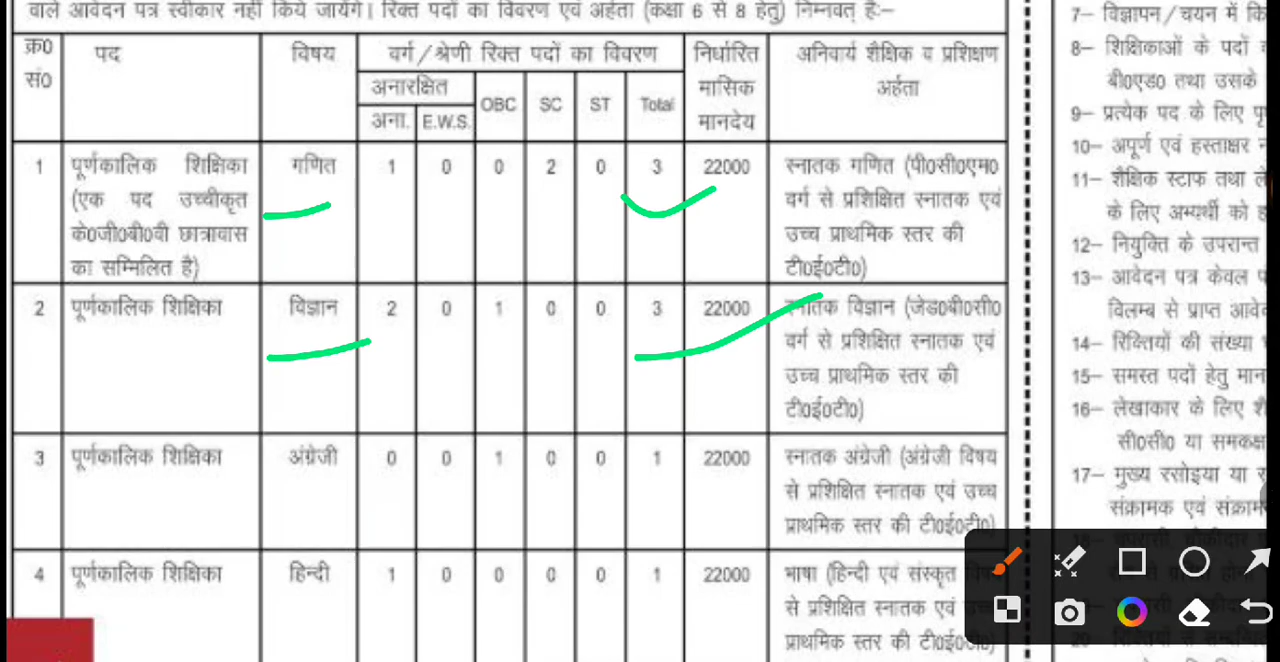 वाले आवेदन पत्र स्वीकार नहीं किये जायेंगे। रिक्त पदों का विवरण एवं अर्हता (कक्षा 6 से 8 हेतु) निम्नवत् है:–
क्र0 सं0 पद विषय वर्ग/श्रेणी रिक्त पदों का विवरण निर्धारित मासिक मानदेय अनिवार्य शैक्षिक व प्रशिक्षण अर्हता
अनारक्षित OBC SC ST Total
अना. E.W.S.
1 पूर्णकालिक शिक्षिका गणित 1 0 0 2 0 3 22000 स्नातक गणित (पी0सी0एम0
(एक पद उच्चीकृत वर्ग से प्रशिक्षित स्नातक एवं
के0जी0बी0वी छात्रावास उच्च प्राथमिक स्तर की
का सम्मिलित है) टी0ई0टी0)
2 पूर्णकालिक शिक्षिका विज्ञान 2 0 1 0 0 3 22000 स्नातक विज्ञान (जेड0बी0सी0
वर्ग से प्रशिक्षित स्नातक एवं
उच्च प्राथमिक स्तर की
टी0ई0टी0)
3 पूर्णकालिक शिक्षिका अंग्रेजी 0 0 1 0 0 1 22000 स्नातक अंग्रेजी (अंग्रेजी विषय
से प्रशिक्षित स्नातक एवं उच्च
प्राथमिक स्तर की टी0ई0टी0)
4 पूर्णकालिक शिक्षिका हिन्दी 1 0 0 0 0 1 22000 भाषा (हिन्दी एवं संस्कृत विषय
से प्रशिक्षित स्नातक एवं उच्च
प्राथमिक स्तर की टी0ई0टी0)
7– विज्ञापन/चयन में
8– शिक्षिकाओं के पदों
बी0एड0 तथा उसके
9– प्रत्येक पद के लिए
10– अपूर्ण एवं हस्ताक्षर
11– शैक्षिक स्टाफ तथा
के लिए अभ्यर्थी को
12– नियुक्ति के उपरान्त
13– आवेदन पत्र केवल
विलम्ब से प्राप्त
14– रिक्तियों की संख्या
15– समस्त पदों हेतु
16– लेखाकार के लिए
सी0सी0 या समकक्ष
17– मुख्य रसोइया या
संक्रामक एवं